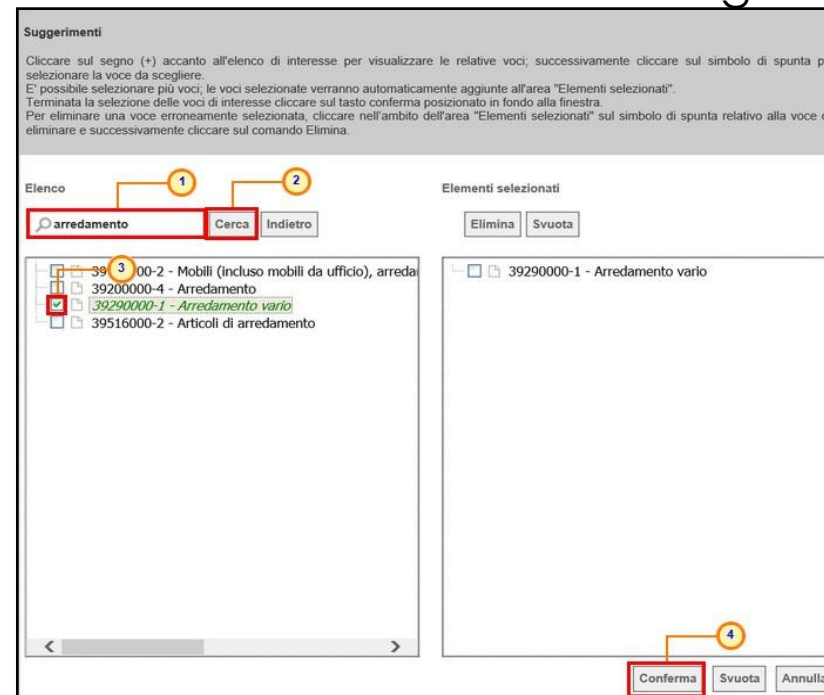 Suggerimenti
Cliccare sul segno (+) accanto all'elenco di interesse per visualizzare le relative voci; successivamente cliccare sul simbolo di spunta p
selezionare la voce da scegliere.
E' possibile selezionare più voci; le voci selezionate verranno automaticamente aggiunte all'area "Elementi selezionati".
Terminata la selezione delle voci di interesse cliccare sul tasto conferma posizionato in fondo alla finestra.
Per eliminare una voce erroneamente selezionata, cliccare nell'ambito dell'area "Elementi selezionati" sul simbolo di spunta relativo alla voce
eliminare e successivamente cliccare sul comando Elimina.
1 2
Elenco Elementi selezionati
arredamento Cerca Indietro Elimina Svuota
3
39 00-2 - Mobili (incluso mobili da ufficio), arreda
39200000-4 - Arredamento
39290000-1 - Arredamento vario
39516000-2 - Articoli di arredamento
39290000-1 - Arredamento vario
4
Conferma Svuota Annulla